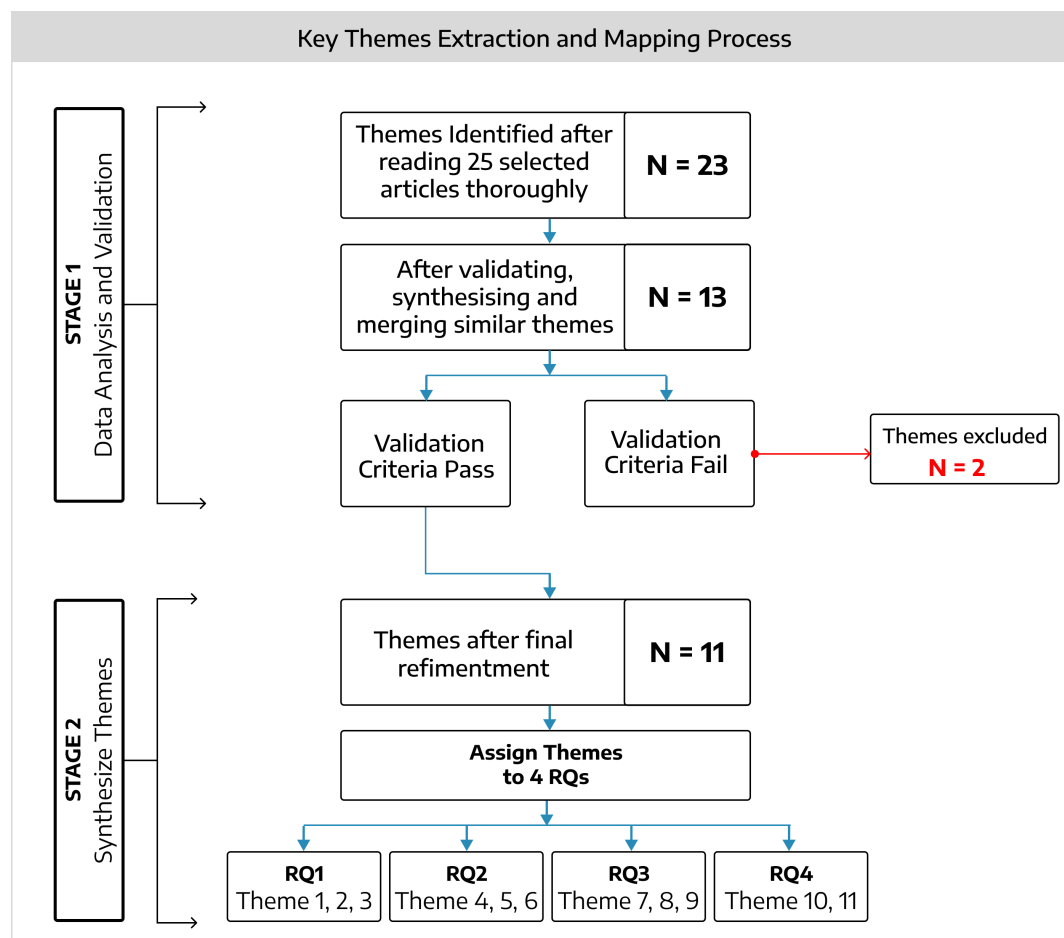 Key Themes Extraction and Mapping Process
STAGE 1
Data Analysis and Validation
Themes Identified after
reading 25 selected
articles thoroughly
N = 23
After validating,
synthesising and
merging similar themes
N = 13
Validation
Criteria Pass
Validation
Criteria Fail
Themes excluded
N = 2
STAGE 2
Synthesize Themes
Themes after final
refimentment
N = 11
Assign Themes
to 4 RQs
RQ1
Theme 1, 2, 3
RQ2
Theme 4, 5, 6
RQ3
Theme 7, 8, 9
RQ4
Theme 10, 11